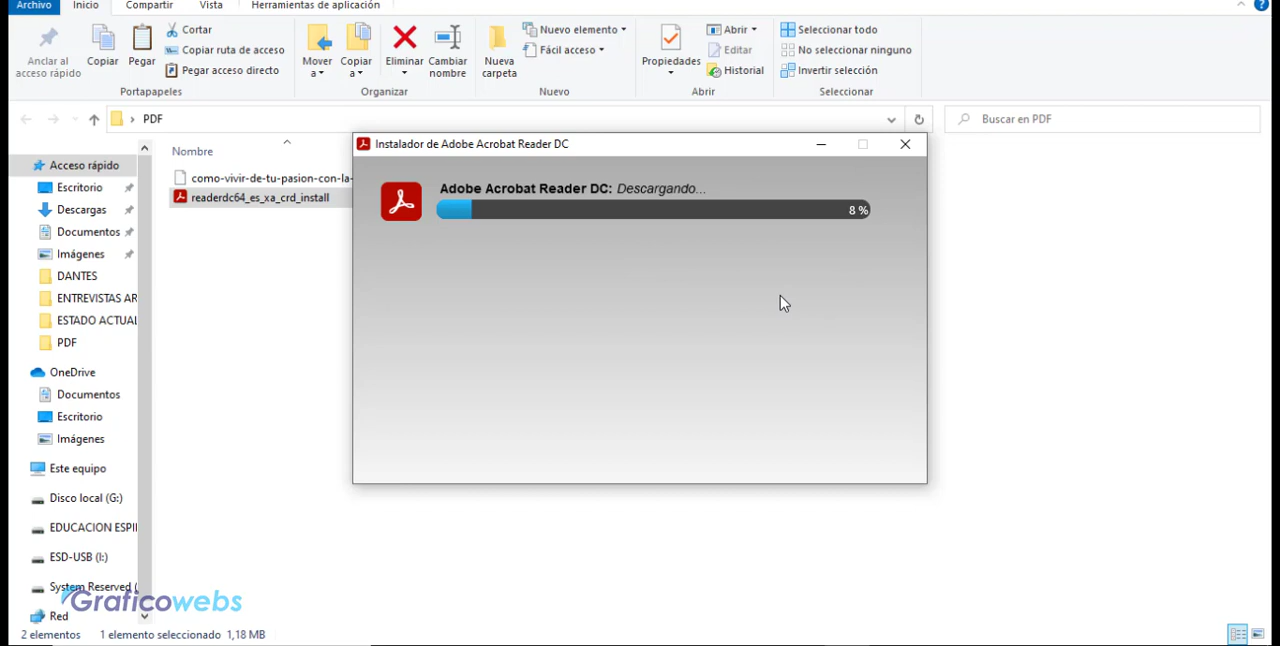 Archivo Inicio Compartir Vista Herramientas de aplicación
Anclar al acceso rápido
Copiar
Pegar
Cortar
Copiar ruta de acceso
Pegar acceso directo
Portapapeles
Mover a
Copiar a
Eliminar
Cambiar nombre
Organizar
Nueva carpeta
Nuevo elemento
Fácil acceso
Nuevo
Propiedades
Abrir
Editar
Historial
Abrir
Seleccionar todo
No seleccionar ninguno
Invertir selección
Seleccionar
PDF
Buscar en PDF
Acceso rápido
Escritorio
Descargas
Documentos
Imágenes
DANTES
ENTREVISTAS AR
ESTADO ACTUAL
PDF
OneDrive
Documentos
Escritorio
Imágenes
Este equipo
Disco local (G:)
EDUCACION ESPI
ESD-USB (I:)
System Reserved (
Red
Nombre
como-vivir-de-tu-pasion-con-la-
readerdc64_es_xa_crd_install
Instalador de Adobe Acrobat Reader DC
Adobe Acrobat Reader DC: Descargando...
8 %
Graficowebs
2 elementos 1 elemento seleccionado 1,18 MB